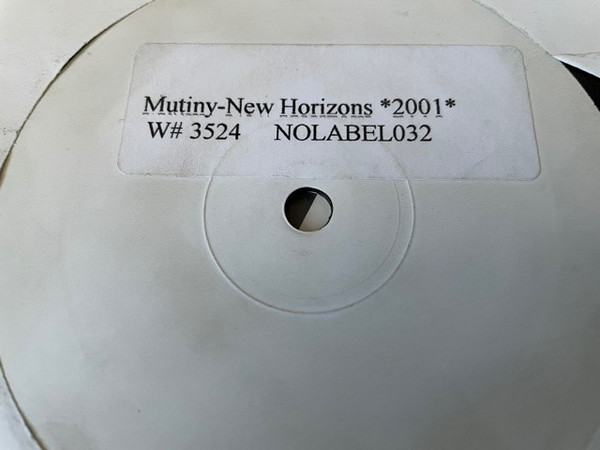 Mutiny-New Horizons *2001*
W# 3524 NOLABEL032